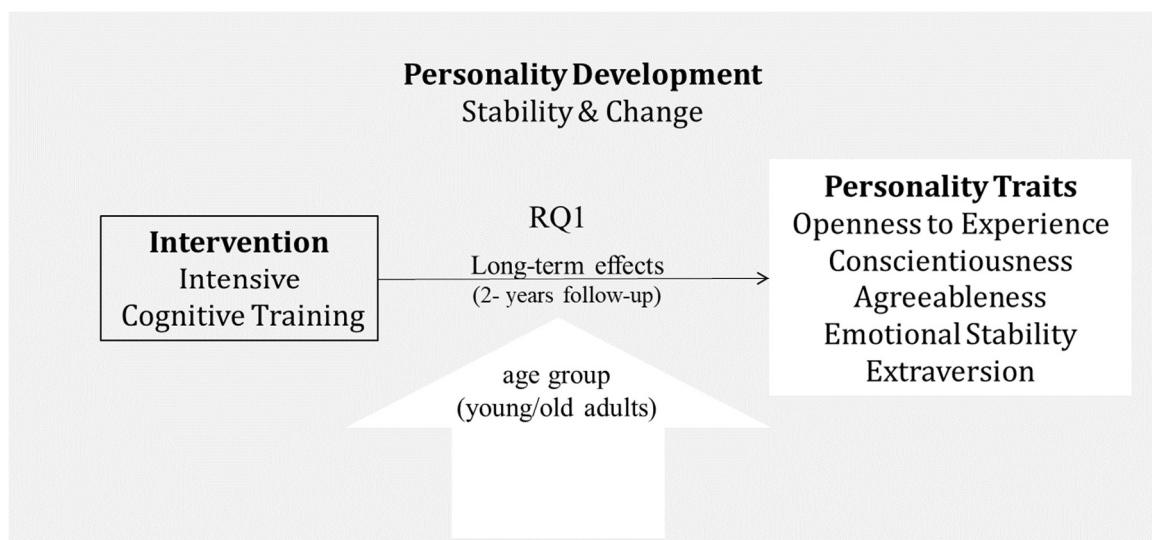 Personality Development
Stability & Change
Intervention
Intensive
Cognitive Training
RQ1
Long-term effects
(2- years follow-up)
age group
(young/old adults)
Personality Traits
Openness to Experience
Conscientiousness
Agreeableness
Emotional Stability
Extraversion